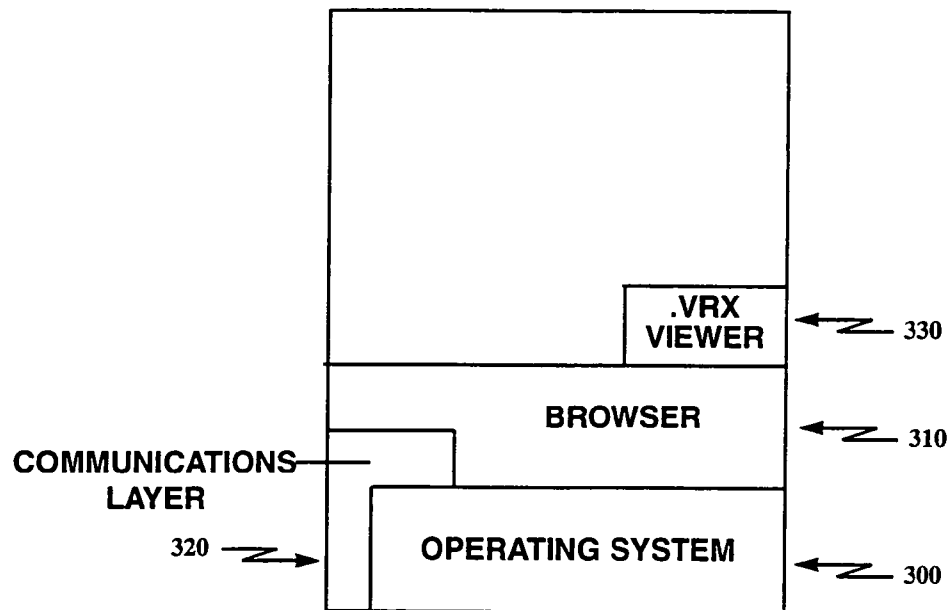 .VRX
VIEWER
330
BROWSER
310
COMMUNICATIONS
LAYER
320
OPERATING SYSTEM
300